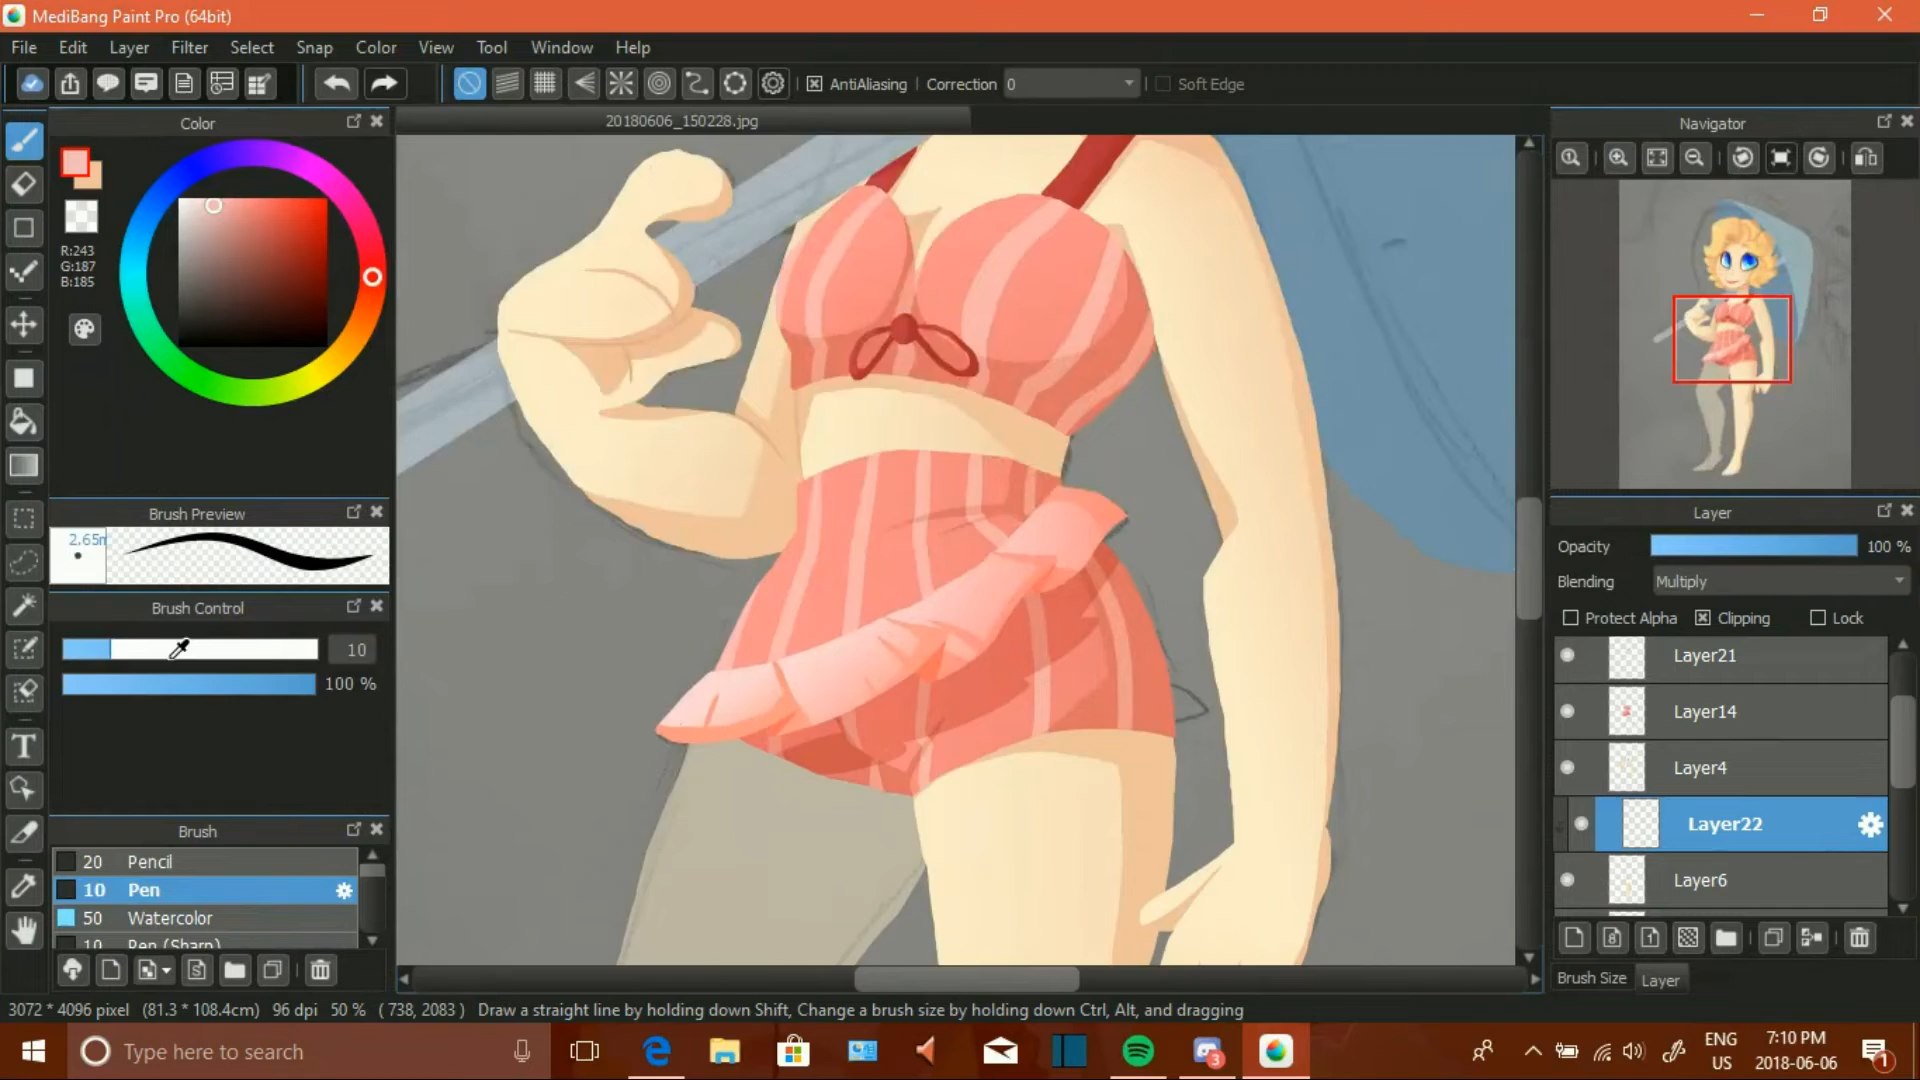 MediBang Paint Pro (64bit)
File Edit Layer Filter Select Snap Color View Tool Window Help
AntiAliasing Correction 0 Soft Edge
Color
20180606_150228.jpg
Navigator
R:243
G:187
B:185
Brush Preview
Layer
Opacity 100 %
Blending Multiply
Brush Control
Protect Alpha Clipping Lock
10
Layer21
100 %
Layer14
Layer4
Layer22
Brush
20 Pencil
Layer6
10 Pen
50 Watercolor
10 Pen (Sharp)
Brush Size Layer
3072 * 4096 pixel (81.3 * 108.4cm) 96 dpi 50 % ( 738, 2083 ) Draw a straight line by holding down Shift, Change a brush size by holding down Ctrl, Alt, and dragging
Type here to search
3
ENG
US
7:10 PM
2018-06-06
1